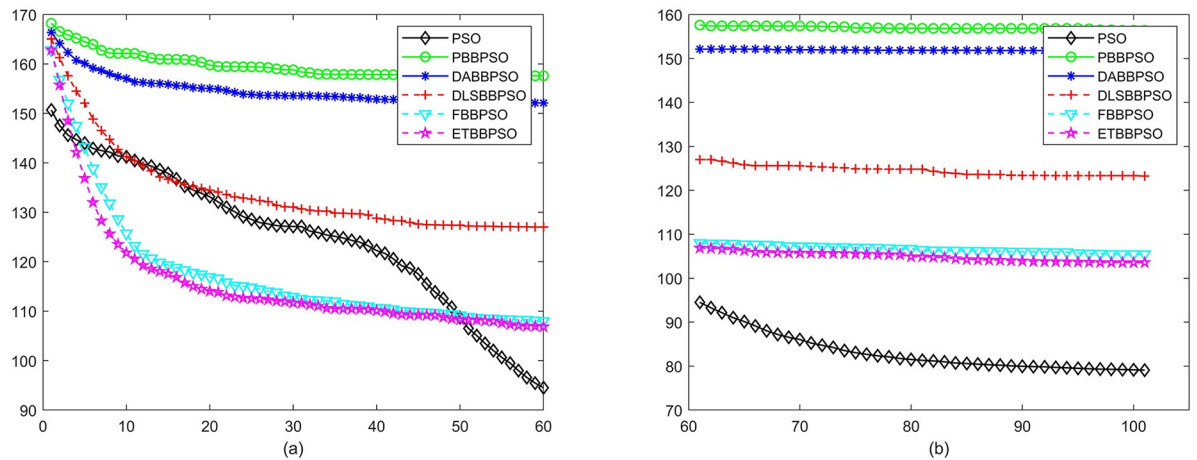 170
160
150
140
130
120
110
100
90
0
10
20
30
40
50
60
PSO
PBBPSO
DABBPSO
DLSBBPSO
FBBPSO
ETBBPSO
(a)
160
150
140
130
120
110
100
90
80
70
60
70
80
90
100
PSO
PBBPSO
DABBPSO
DLSBBPSO
FBBPSO
ETBBPSO
(b)